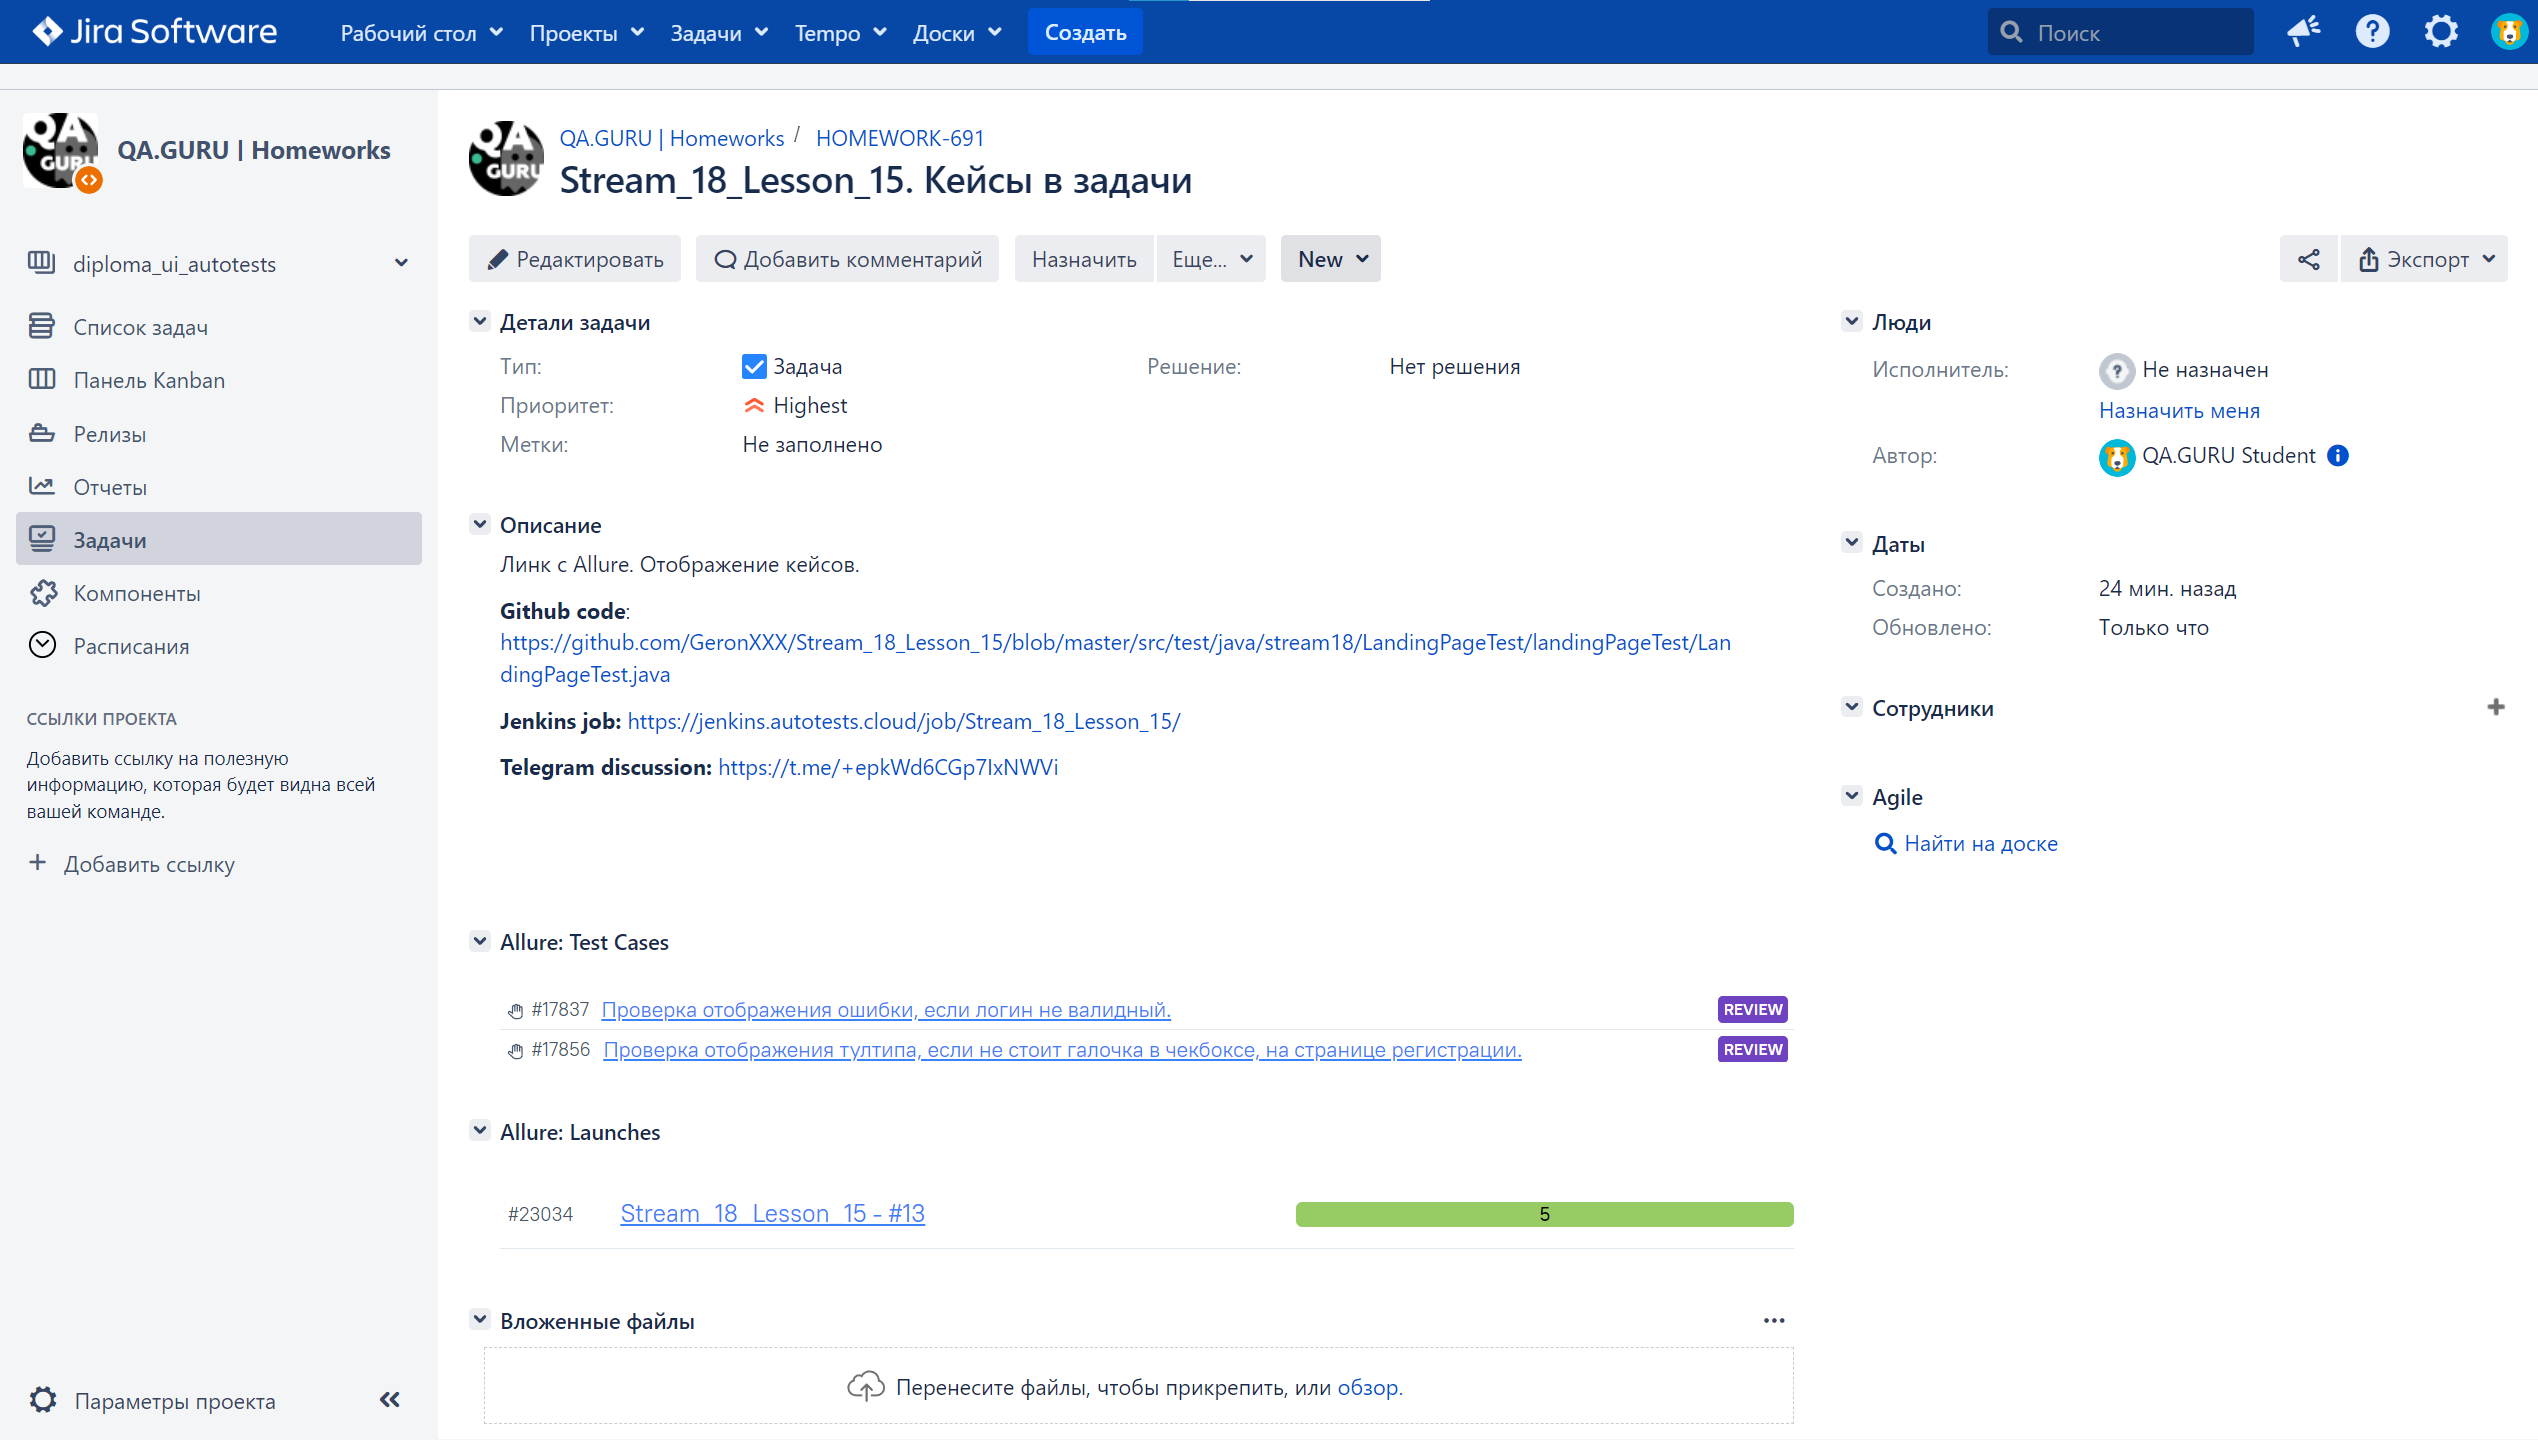 Jira Software
Рабочий стол
Проекты
Задачи
Tempo
Доски
Создать
Поиск
QA GURU
QA.GURU | Homeworks
diploma_ui_autotests
Список задач
Панель Kanban
Релизы
Отчеты
Задачи
Компоненты
Расписания
ССЫЛКИ ПРОЕКТА
Добавить ссылку на полезную
информацию, которая будет видна всей
вашей команде.
Добавить ссылку
Параметры проекта
QA GURU
QA.GURU | Homeworks / HOMEWORK-691
Stream_18_Lesson_15. Кейсы в задачи
Редактировать
Добавить комментарий
Назначить
Еще...
New
Экспорт
Детали задачи
Тип: Задача
Решение: Нет решения
Приоритет: Highest
Метки: Не заполнено
Описание
Линк с Allure. Отображение кейсов.
Github code:
https://github.com/GeronXXX/Stream_18_Lesson_15/blob/master/src/test/java/stream18/LandingPageTest/landingPageTest/Lan
dingPageTest.java
Jenkins job: https://jenkins.autotests.cloud/job/Stream_18_Lesson_15/
Telegram discussion: https://t.me/+epkWd6CGp7IxNWVi
Allure: Test Cases
#17837 Проверка отображения ошибки, если логин не валидный. REVIEW
#17856 Проверка отображения тултипа, если не стоит галочка в чекбоксе, на странице регистрации. REVIEW
Allure: Launches
#23034 Stream_18_Lesson_15 - #13 5
Вложенные файлы
Перенесите файлы, чтобы прикрепить, или обзор.
Люди
Исполнитель: Не назначен
Назначить меня
Автор: QA.GURU Student
Даты
Создано: 24 мин. назад
Обновлено: Только что
Сотрудники
Agile
Найти на доске